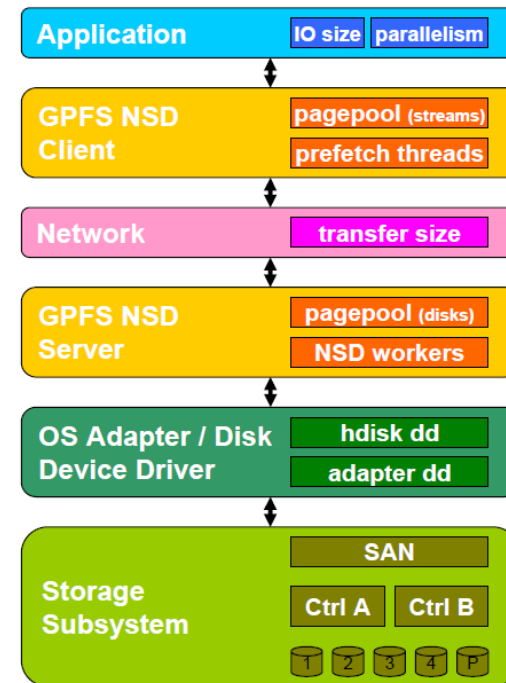 Application
IO size
parallelism
GPFS NSD
Client
pagepool (streams)
prefetch threads
Network
transfer size
GPFS NSD
Server
pagepool (disks)
NSD workers
OS Adapter / Disk
Device Driver
hdisk dd
adapter dd
Storage
Subsystem
SAN
Ctrl A
Ctrl B
1
2
3
4
P